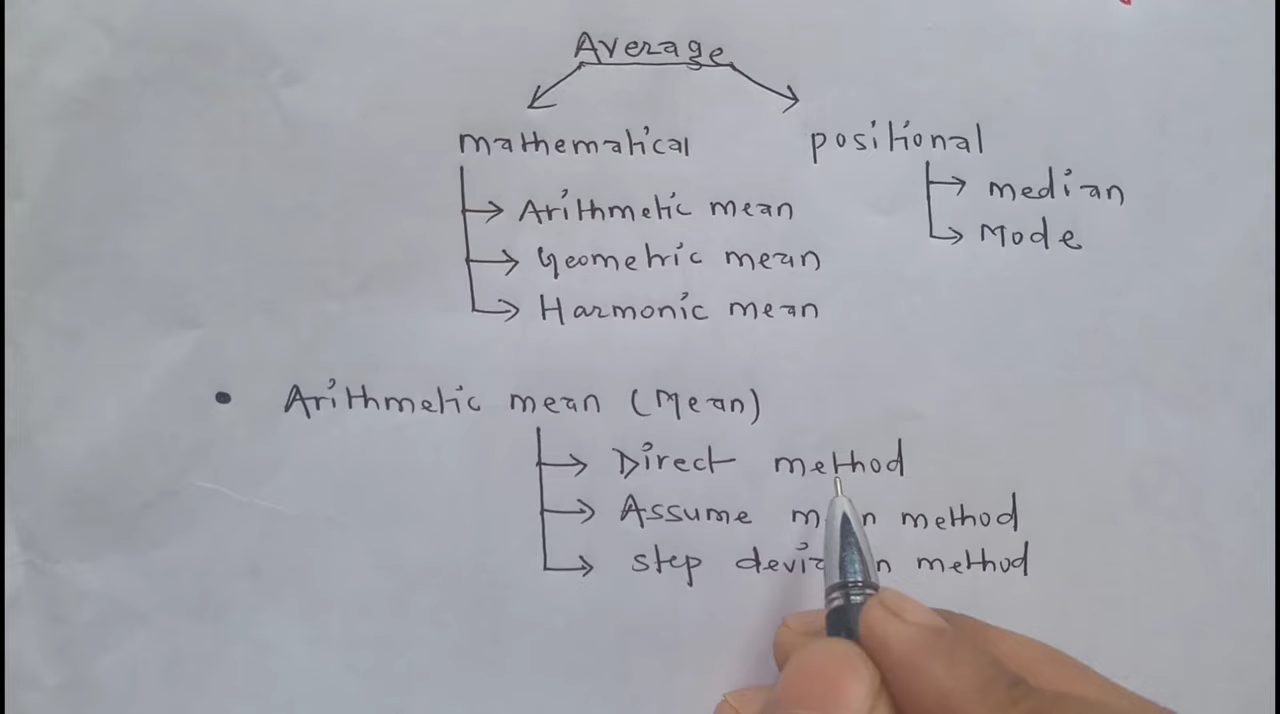 Average
mathematical
positional
Arithmetic mean
Geometric mean
Harmonic mean
median
Mode
Arithmetic mean (Mean)
Direct method
Assume method
step method